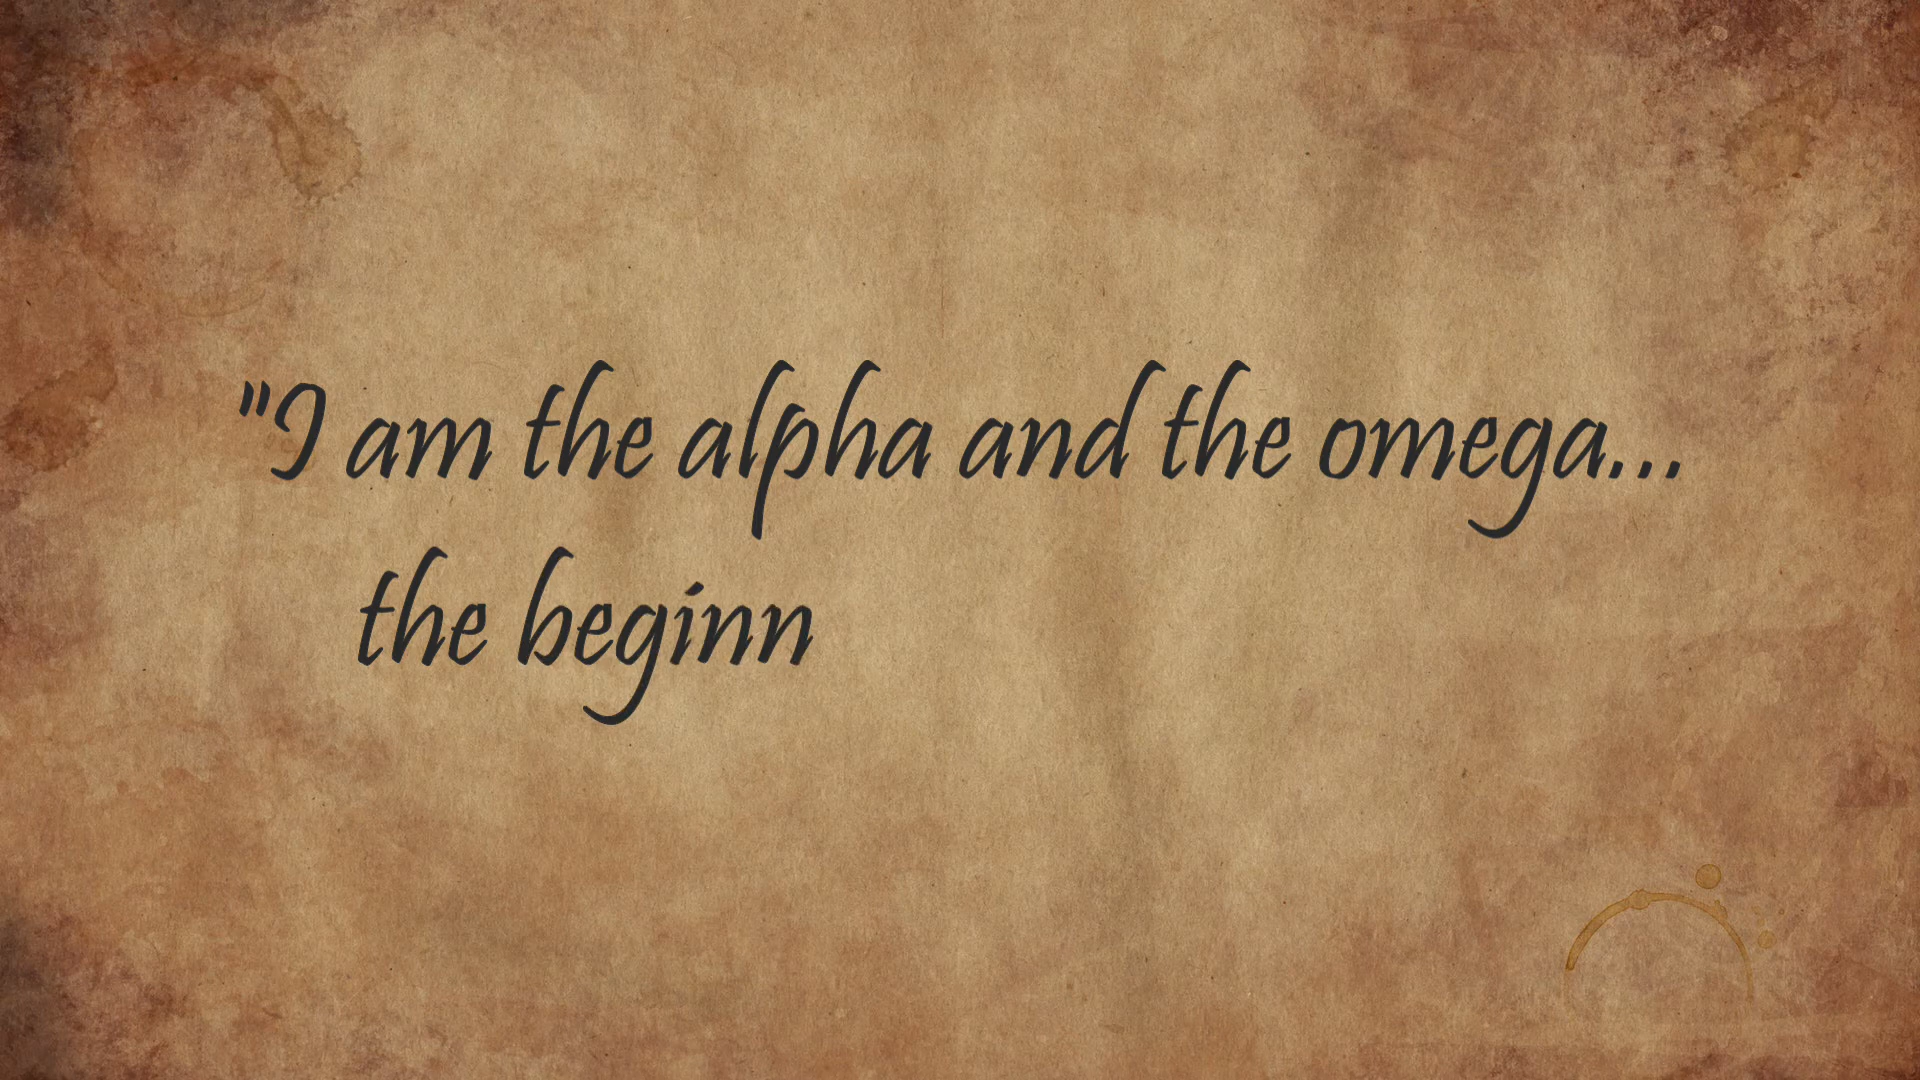 "I am the alpha and the omega...
the beginn